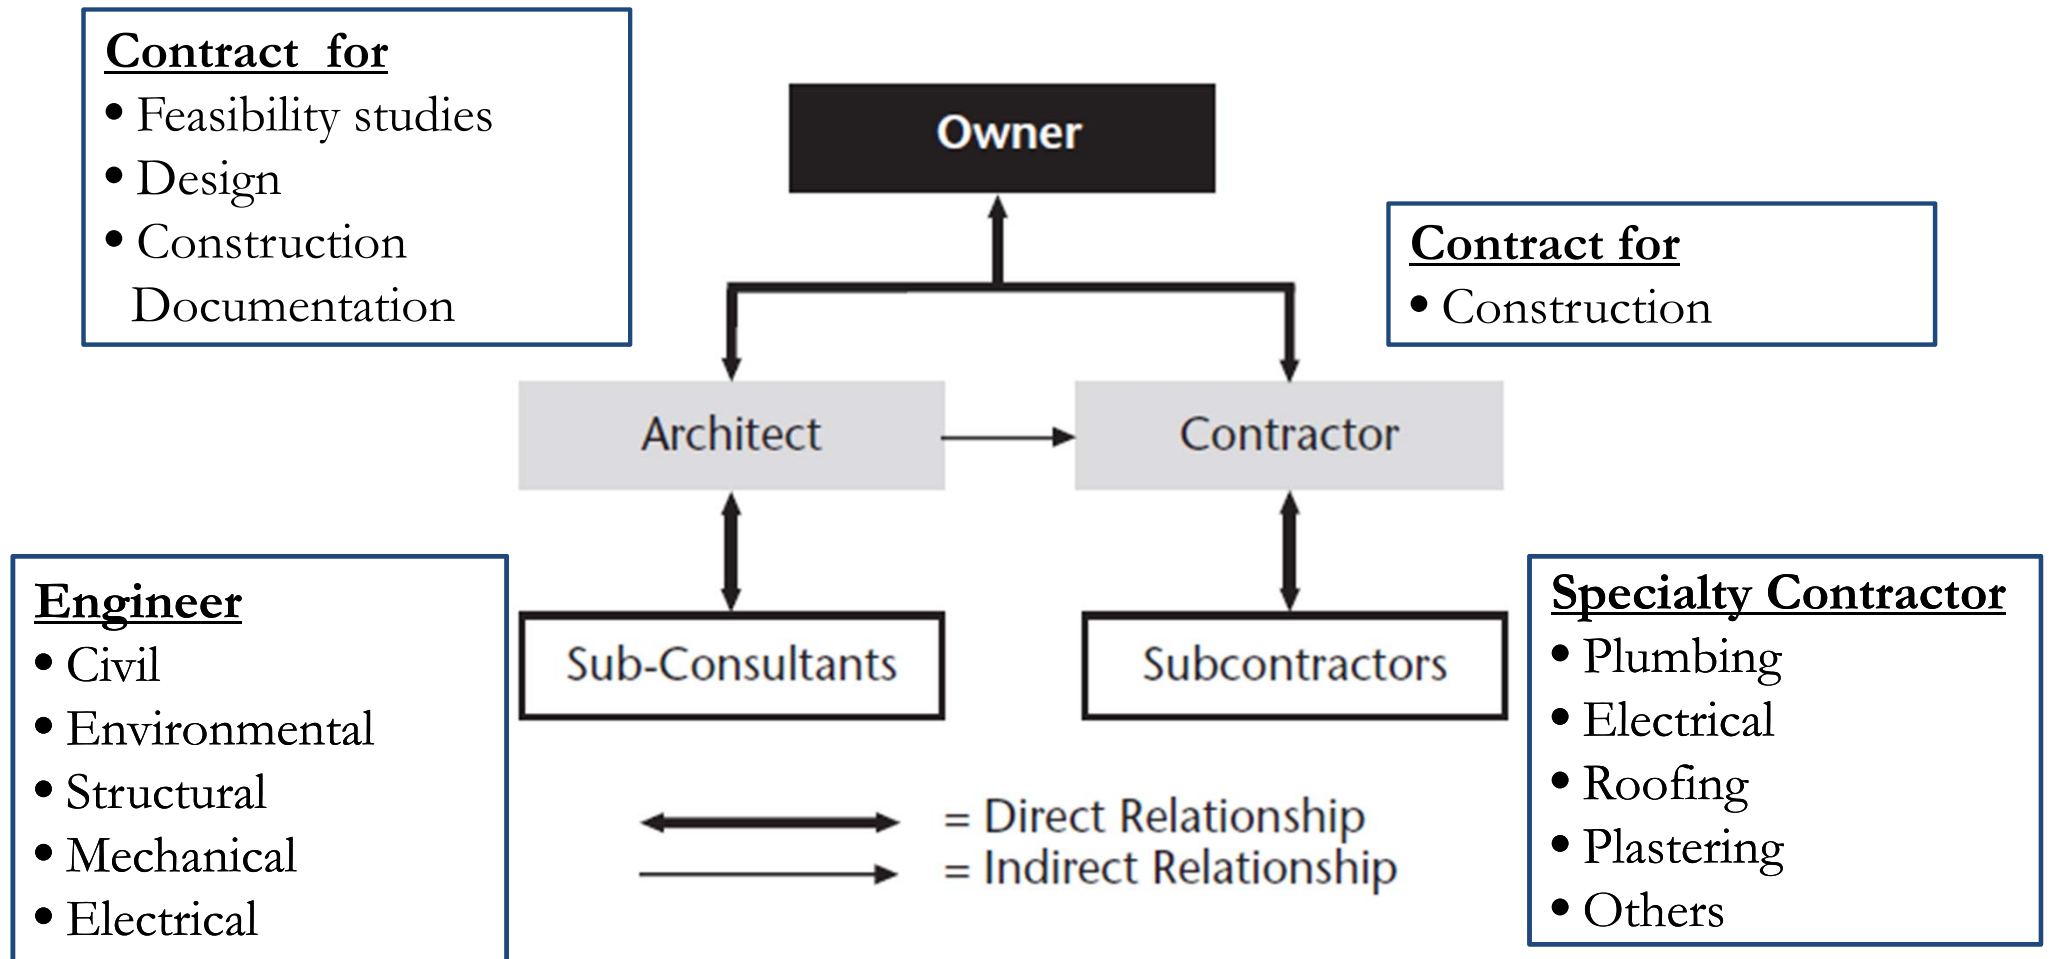 Contract for
• Feasibility studies
• Design
• Construction
Documentation
Owner
Contract for
• Construction
Architect
Contractor
Engineer
• Civil
• Environmental
• Structural
• Mechanical
• Electrical
Sub-Consultants
Subcontractors
Specialty Contractor
• Plumbing
• Electrical
• Roofing
• Plastering
• Others
= Direct Relationship
= Indirect Relationship